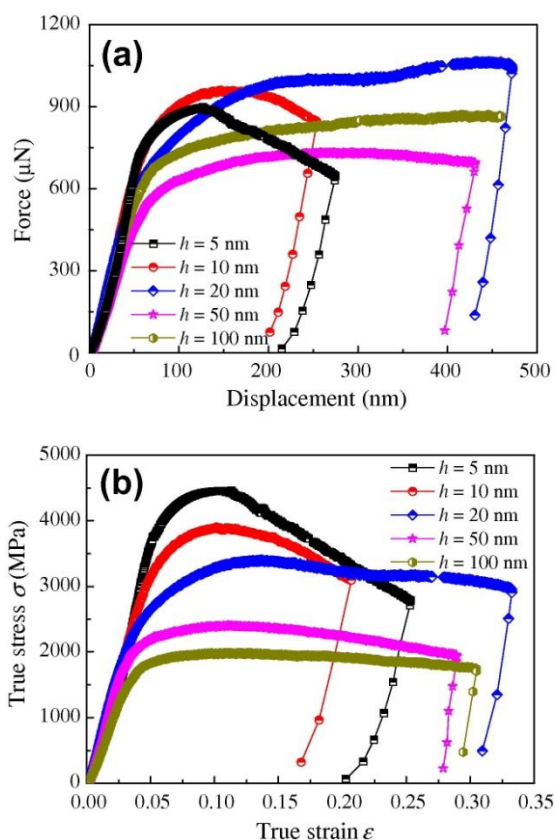 (a)
1200
900
600
300
0
Force (μN)
h = 5 nm
h = 10 nm
h = 20 nm
h = 50 nm
h = 100 nm
0 100 200 300 400 500
Displacement (nm)
(b)
5000
4000
3000
2000
1000
0
True stress σ (MPa)
h = 5 nm
h = 10 nm
h = 20 nm
h = 50 nm
h = 100 nm
0.00 0.05 0.10 0.15 0.20 0.25 0.30 0.35
True strain ε